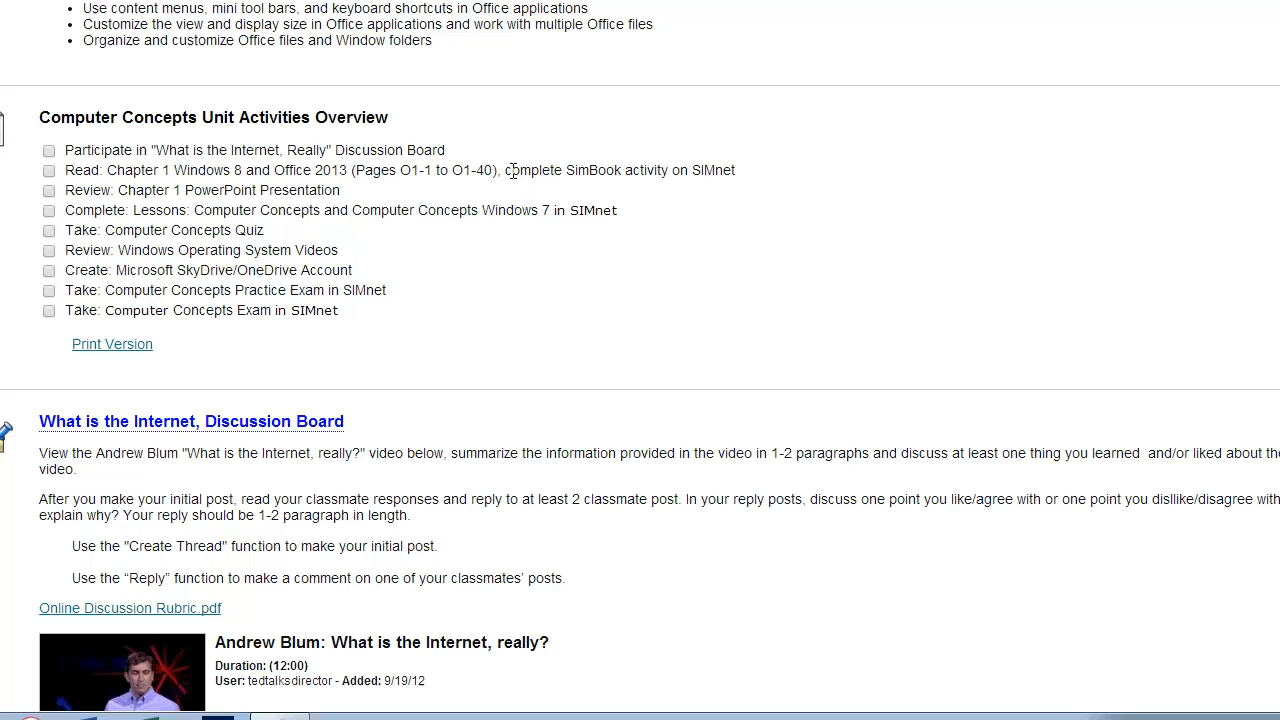 Use content menus, mini tool bars, and keyboard shortcuts in Office applications
Customize the view and display size in Office applications and work with multiple Office files
Organize and customize Office files and Window folders
Computer Concepts Unit Activities Overview
Participate in "What is the Internet, Really" Discussion Board
Read: Chapter 1 Windows 8 and Office 2013 (Pages O1-1 to O1-40), complete SimBook activity on SIMnet
Review: Chapter 1 PowerPoint Presentation
Complete: Lessons: Computer Concepts and Computer Concepts Windows 7 in SIMnet
Take: Computer Concepts Quiz
Review: Windows Operating System Videos
Create: Microsoft SkyDrive/OneDrive Account
Take: Computer Concepts Practice Exam in SIMnet
Take: Computer Concepts Exam in SIMnet
Print Version
What is the Internet, Discussion Board
View the Andrew Blum "What is the Internet, really?" video below, summarize the information provided in the video in 1-2 paragraphs and discuss at least one thing you learned and/or liked about the
video.
After you make your initial post, read your classmate responses and reply to at least 2 classmate post. In your reply posts, discuss one point you like/agree with or one point you disllike/disagree with
explain why? Your reply should be 1-2 paragraph in length.
Use the "Create Thread" function to make your initial post.
Use the “Reply” function to make a comment on one of your classmates’ posts.
Online Discussion Rubric.pdf
Andrew Blum: What is the Internet, really?
Duration: (12:00)
User: tedtalksdirector - Added: 9/19/12